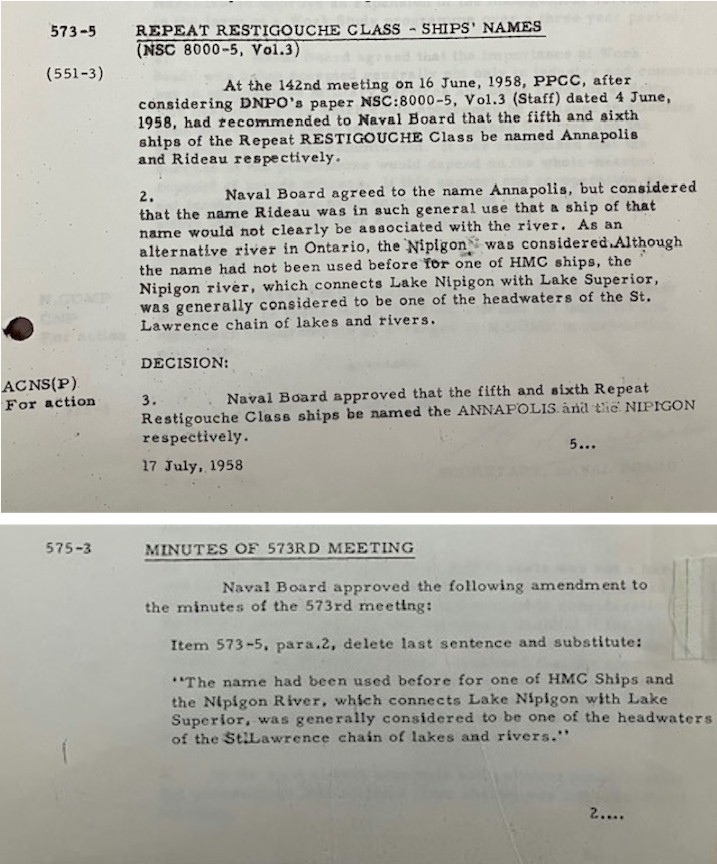 573-5 REPEAT RESTIGOUCHE CLASS - SHIPS' NAMES
(NSC 8000-5, Vol.3)
(551-3)
At the 142nd meeting on 16 June, 1958, PPCC, after
considering DNPO's paper NSC:8000-5, Vol.3 (Staff) dated 4 June,
1958, had recommended to Naval Board that the fifth and sixth
ships of the Repeat RESTIGOUCHE Class be named Annapolis
and Rideau respectively.
2. Naval Board agreed to the name Annapolis, but considered
that the name Rideau was in such general use that a ship of that
name would not clearly be associated with the river. As an
alternative river in Ontario, the Nipigon was considered.Although
the name had not been used before for one of HMC ships, the
Nipigon river, which connects Lake Nipigon with Lake Superior,
was generally considered to be one of the headwaters of the St.
Lawrence chain of lakes and rivers.
DECISION:
ACNS(P)
For action
3. Naval Board approved that the fifth and sixth Repeat
Restigouche Class ships be named the ANNAPOLIS and the NIPIGON
respectively.
5...
17 July, 1958
575-3 MINUTES OF 573RD MEETING
Naval Board approved the following amendment to
the minutes of the 573rd meeting:
Item 573-5, para.2, delete last sentence and substitute:
"The name had been used before for one of HMC Ships and
the Nipigon River, which connects Lake Nipigon with Lake
Superior, was generally considered to be one of the headwaters
of the St.Lawrence chain of lakes and rivers."
2....